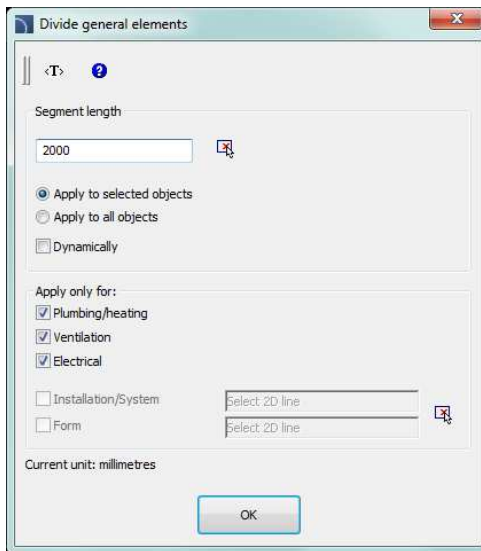 Divide general elements
<T> ?
Segment length
2000
Apply to selected objects
Apply to all objects
Dynamically
Apply only for:
Plumbing/heating
Ventilation
Electrical
Installation/System Select 2D line
Form Select 2D line
Current unit: millimetres
OK